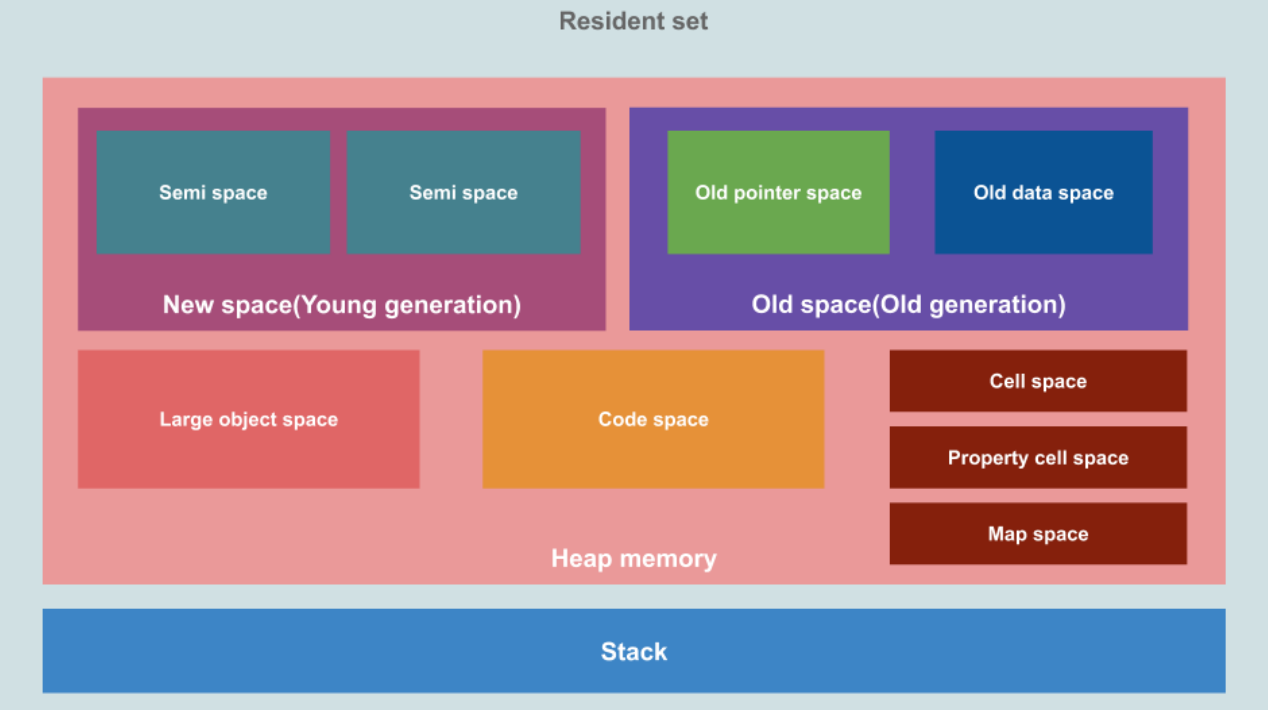 Resident set
Semi space
Semi space
New space(Young generation)
Old pointer space
Old data space
Old space(Old generation)
Large object space
Code space
Cell space
Property cell space
Map space
Heap memory
Stack